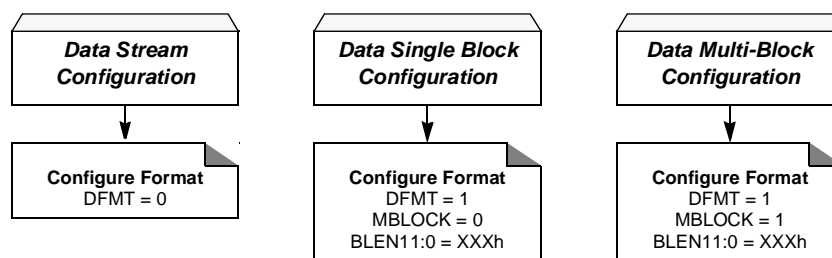 Data Stream
Configuration
Configure Format
DFMT = 0
Data Single Block
Configuration
Configure Format
DFMT = 1
MBLOCK = 0
BLEN11:0 = XXXh
Data Multi-Block
Configuration
Configure Format
DFMT = 1
MBLOCK = 1
BLEN11:0 = XXXh